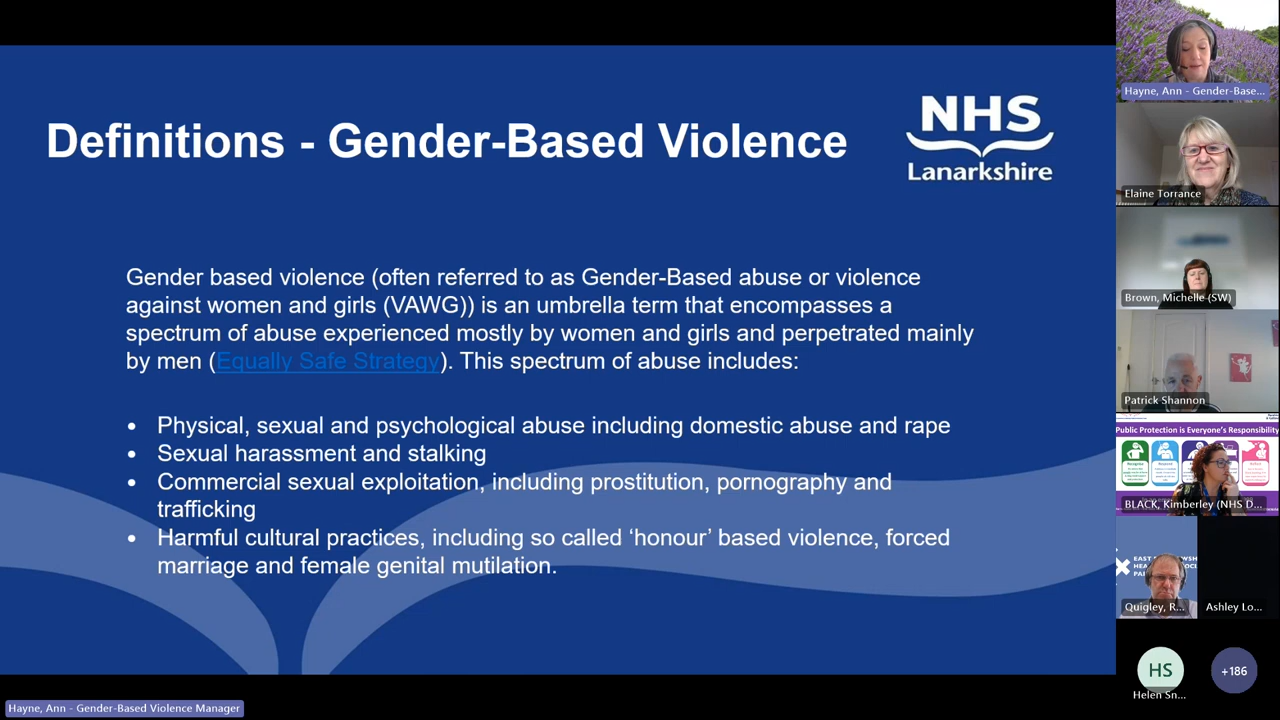 Definitions - Gender-Based Violence
NHS
Lanarkshire
Gender based violence (often referred to as Gender-Based abuse or violence
against women and girls (VAWG)) is an umbrella term that encompasses a
spectrum of abuse experienced mostly by women and girls and perpetrated mainly
by men (Equally Safe Strategy). This spectrum of abuse includes:
• Physical, sexual and psychological abuse including domestic abuse and rape
• Sexual harassment and stalking
• Commercial sexual exploitation, including prostitution, pornography and
trafficking
• Harmful cultural practices, including so called ‘honour’ based violence, forced
marriage and female genital mutilation.
Hayne, Ann - Gender-Based Violence Manager
Hayne, Ann - Gender-Base...
Elaine Torrance
Brown, Michelle (SW)
Patrick Shannon
Public Protection is Everyone's Responsibility
BLACK, Kimberley (NHS D...
Quigley, R...
Ashley Lo...
HS
Helen Sn...
+186